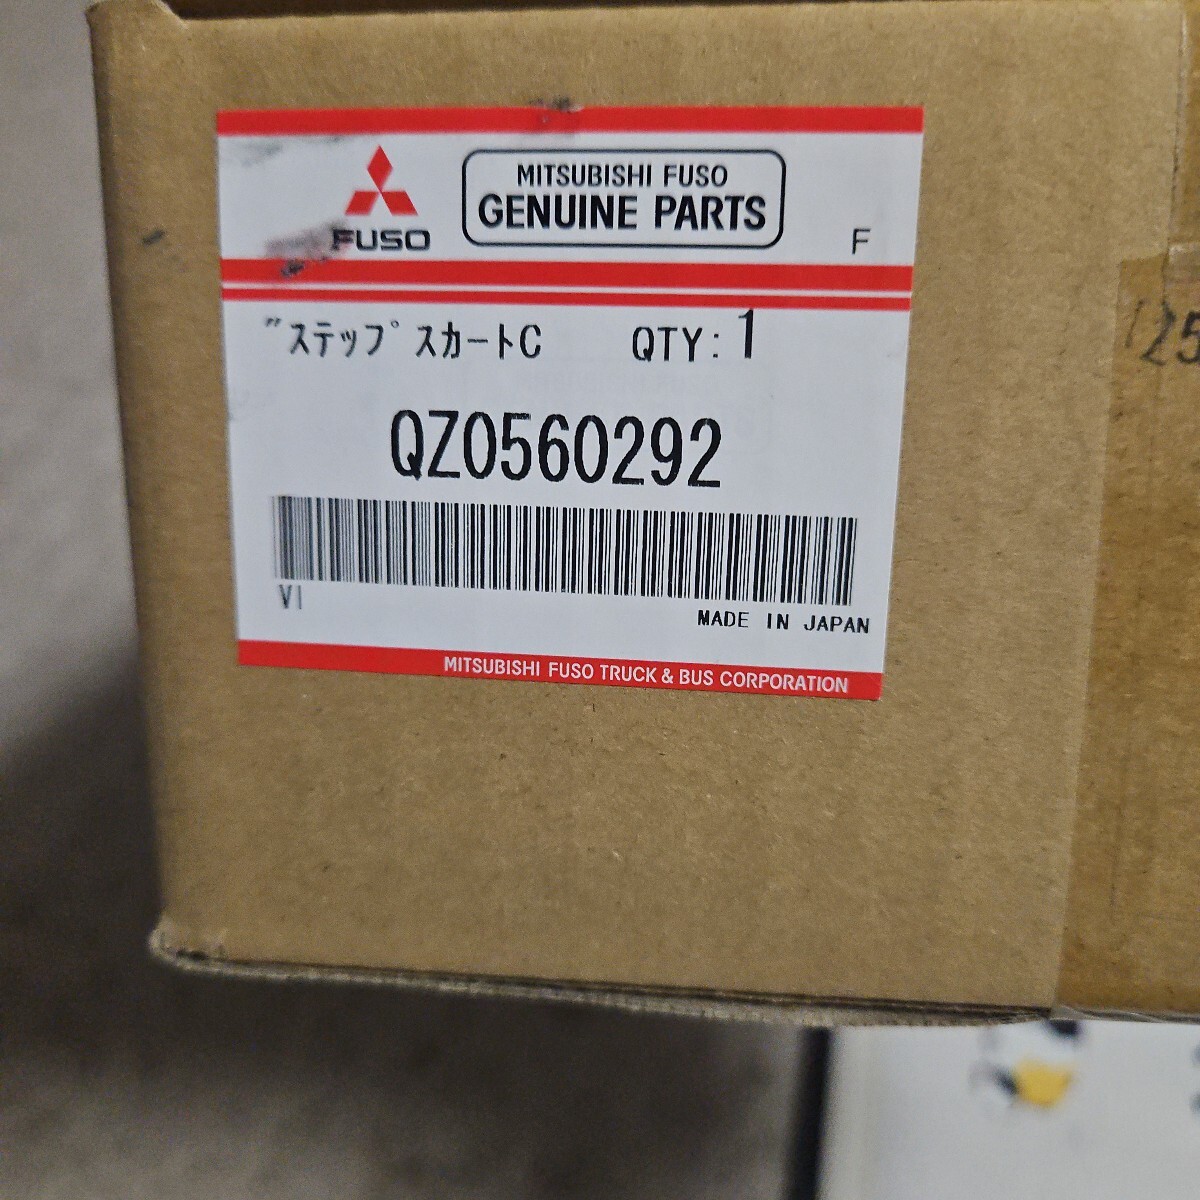 MITSUBISHI FUSO
GENUINE PARTS
FUSO
F
"ステップ スカートC QTY: 1
QZ0560292
VI
MADE IN JAPAN
MITSUBISHI FUSO TRUCK & BUS CORPORATION
25